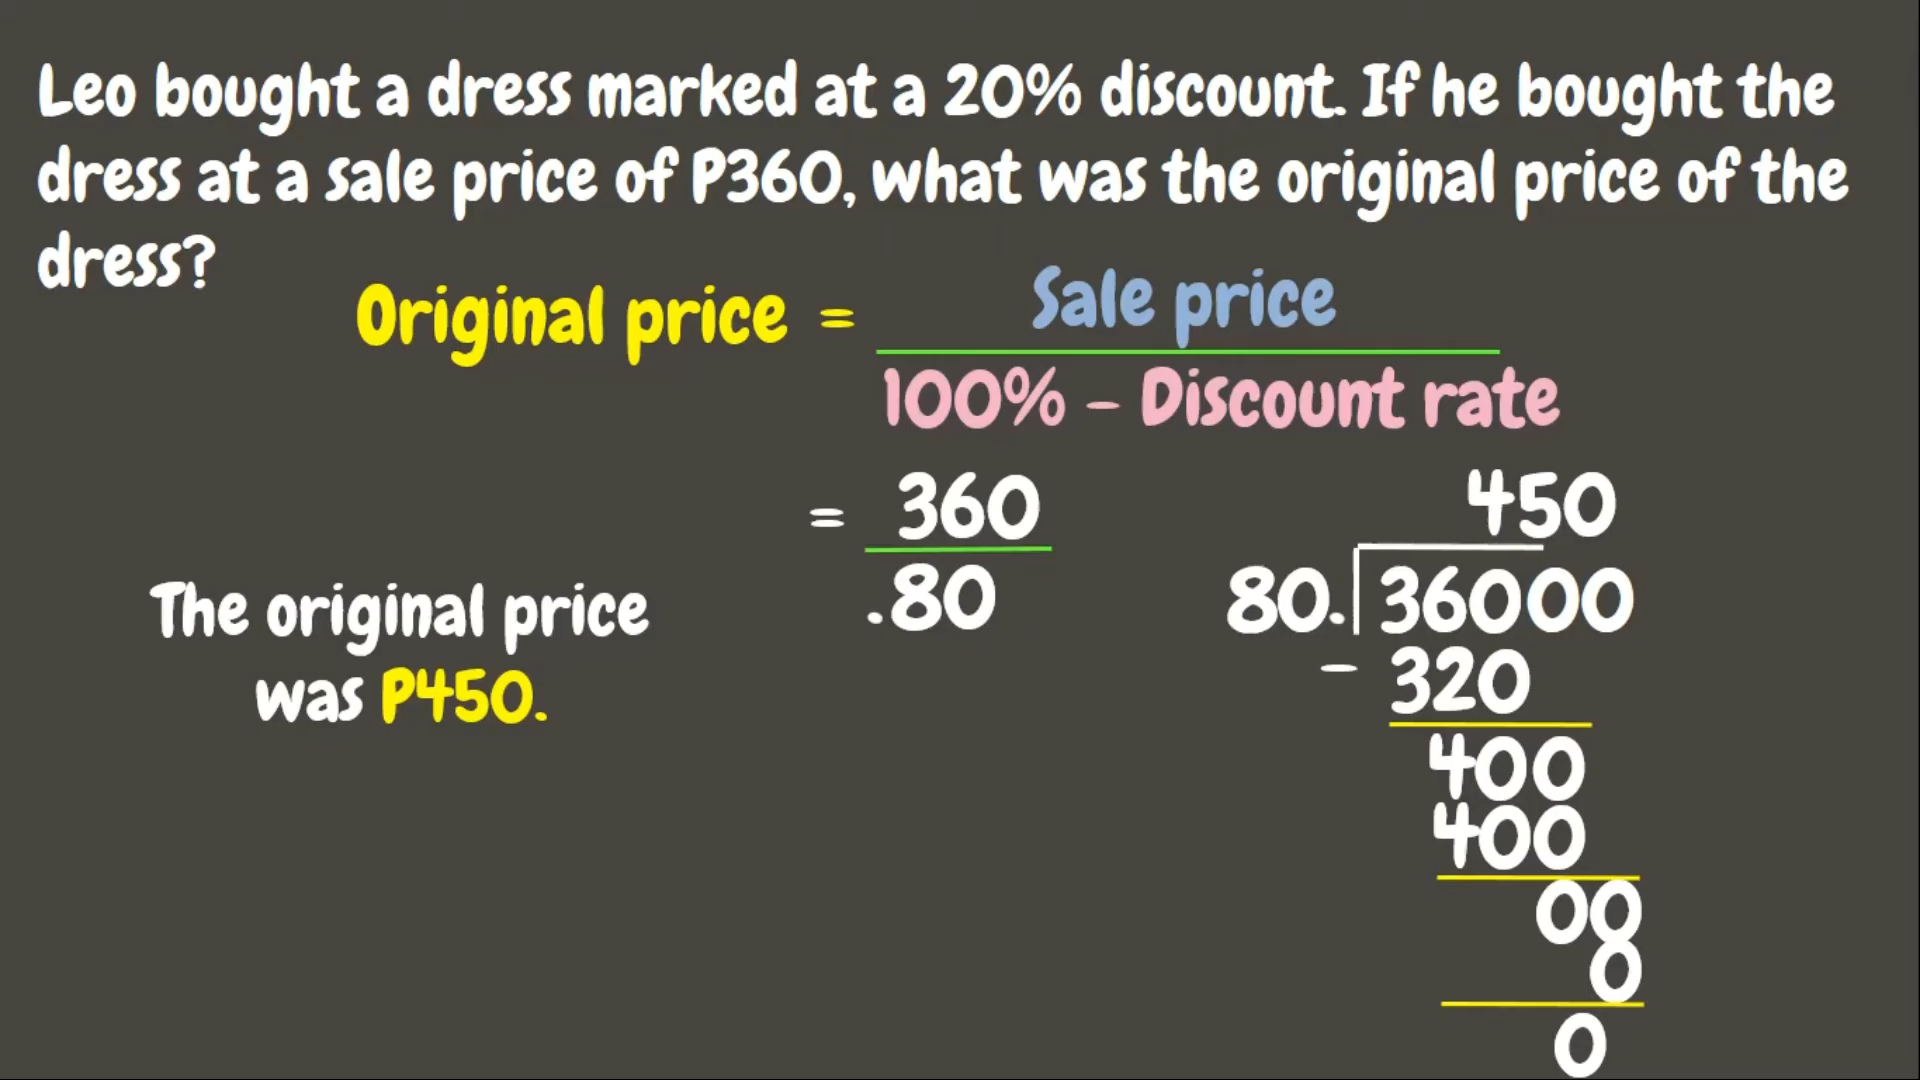 Leo bought a dress marked at a 20% discount. If he bought the
dress at a sale price of P360, what was the original price of the
dress?
Original price = Sale price
100% - Discount rate
= 360
.80
The original price
was P450.
450
80. 36000
- 320
400
400
00
0
0